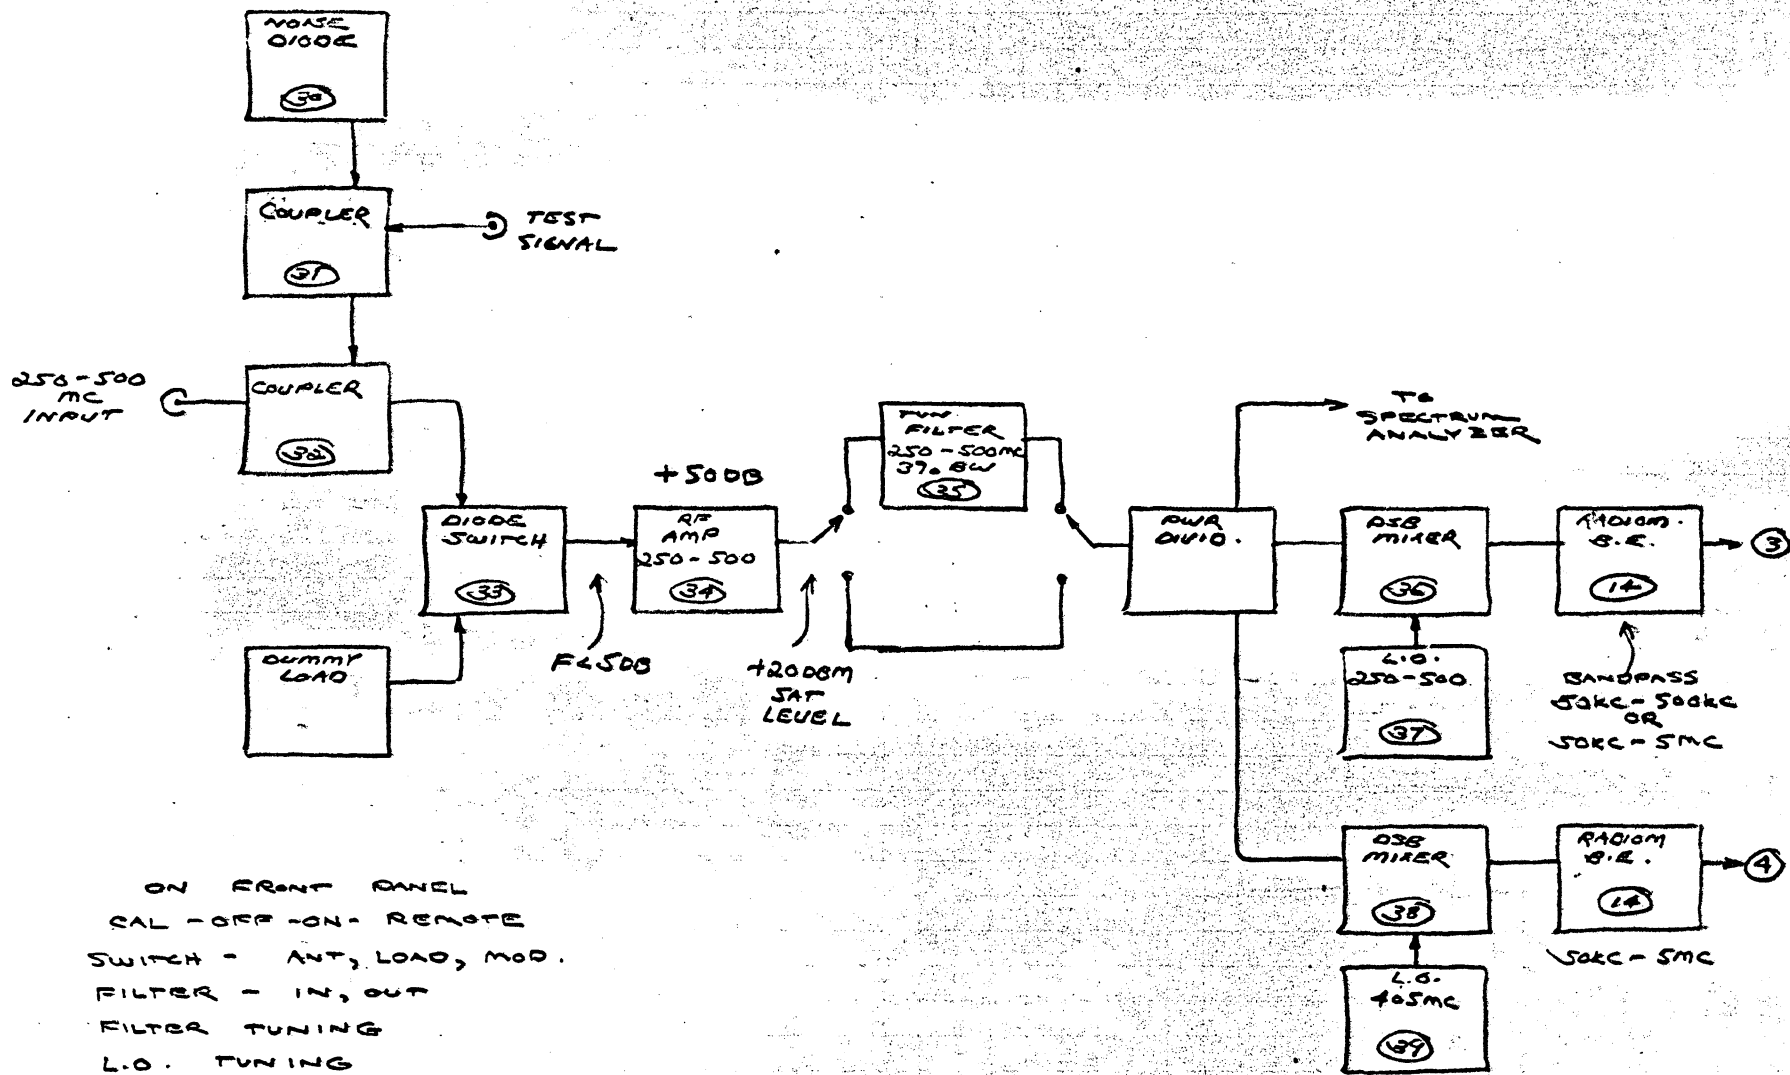 NOISE
DIODE
30
COUPLER
31
TEST
SIGNAL
250-500
MC
INPUT
COUPLER
32
DIODE
SWITCH
33
DUMMY
LOAD
F<5DB
+50DB
RF
AMP
250-500
34
+20DBM
SAT
LEVEL
TUN.
FILTER
250-500MC
3% BW
35
PWR
DIVID.
TO
SPECTRUM
ANALYZER
DSB
MIXER
36
L.O.
250-500
37
RADIOM.
B.E.
14
3
BANDPASS
50KC-500KC
OR
50KC-5MC
DSB
MIXER
38
L.O.
405MC
39
RADIOM
B.E.
14
4
50KC-5MC
ON FRONT PANEL
CAL -OFF -ON- REMOTE
SWITCH - ANT, LOAD, MOD.
FILTER - IN, OUT
FILTER TUNING
L.O. TUNING